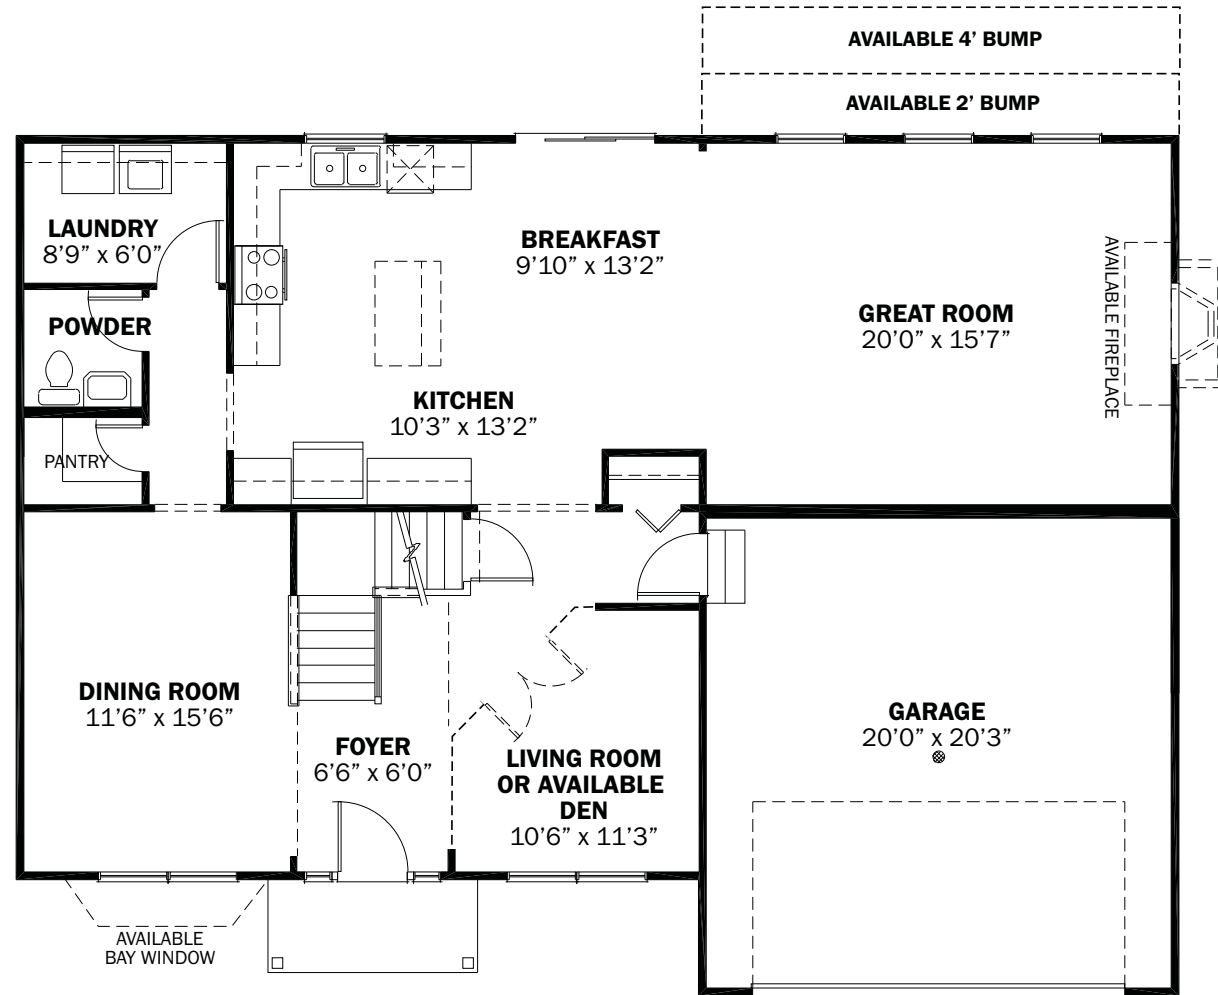 AVAILABLE 4’ BUMP
AVAILABLE 2’ BUMP
LAUNDRY
8’9” x 6’0”
BREAKFAST
9’10” x 13’2”
GREAT ROOM
20’0” x 15’7”
AVAILABLE FIREPLACE
POWDER
KITCHEN
10’3” x 13’2”
PANTRY
DINING ROOM
11’6” x 15’6”
FOYER
6’6” x 6’0”
LIVING ROOM
OR AVAILABLE
DEN
10’6” x 11’3”
GARAGE
20’0” x 20’3”
AVAILABLE
BAY WINDOW